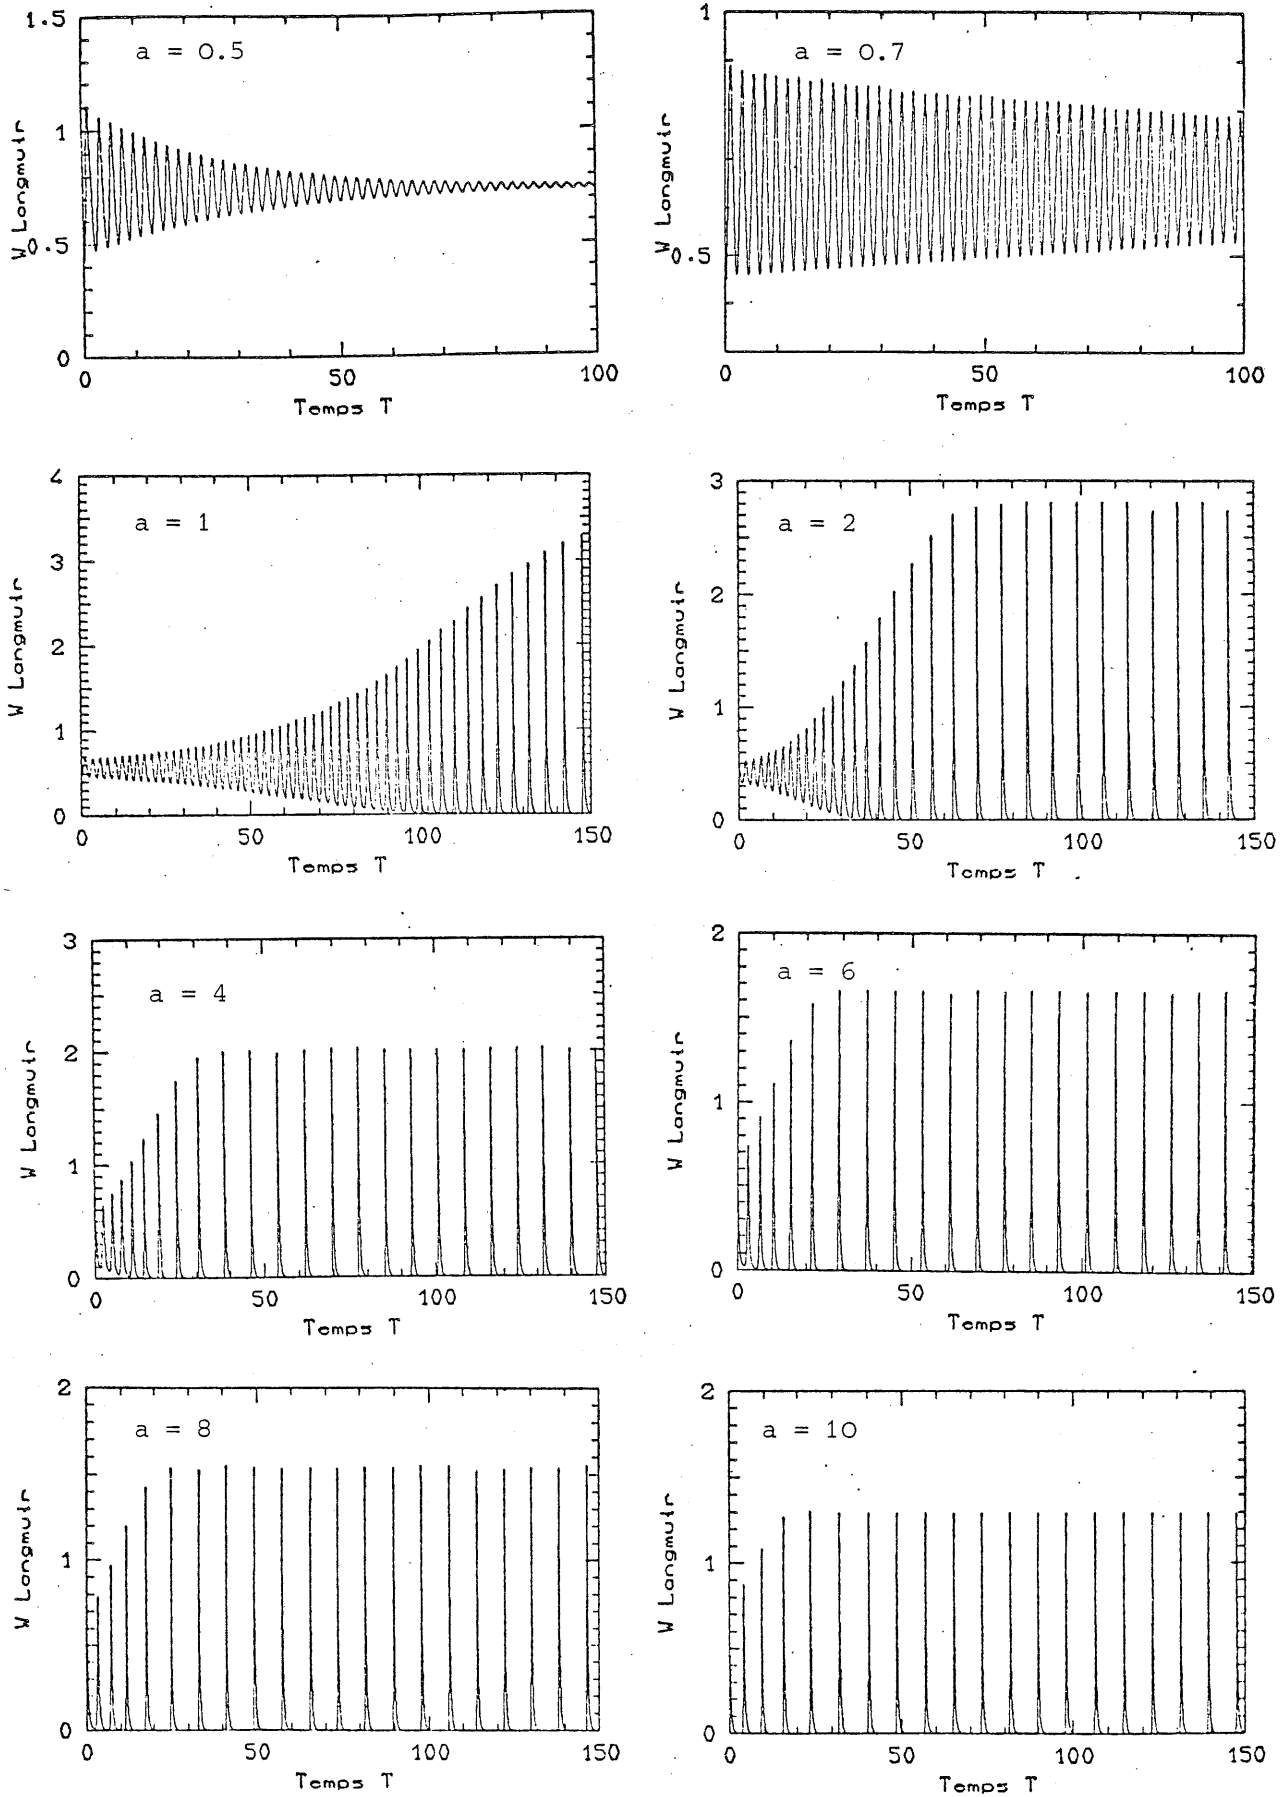 a = 0.5
1.5
1
0.5
0
W Langmuir
0 50 100
Temps T
a = 0.7
1
0.5
W Langmuir
0 50 100
Temps T
a = 1
4
3
2
1
0
W Langmuir
0 50 100 150
Temps T
a = 2
3
2
1
0
W Langmuir
0 50 100 150
Temps T
a = 4
3
2
1
0
W Langmuir
0 50 100 150
Temps T
a = 6
2
1
0
W Langmuir
0 50 100 150
Temps T
a = 8
2
1
0
W Langmuir
0 50 100 150
Temps T
a = 10
2
1
0
W Langmuir
0 50 100 150
Temps T